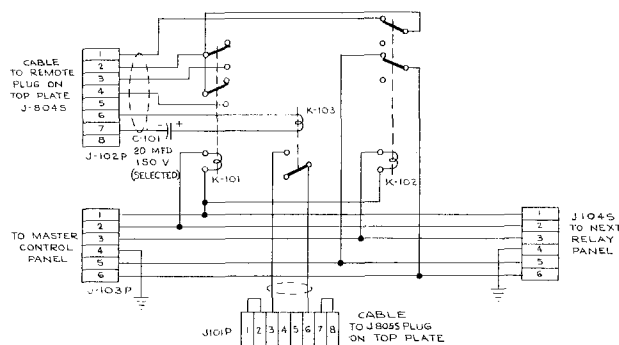 CABLE
TO REMOTE
PLUG ON
TOP PLATE
J-804S
1
2
3
4
5
6
7
8
J-102P
C-101
20 MFD
150 V
(SELECTED)
- +
K-103
K-101
K-102
TO MASTER
CONTROL
PANEL
1
2
3
4
5
6
J-103P
1
2
3
4
5
6
J104S
TO NEXT
RELAY
PANEL
J101P
1 2 3 4 5 6 7 8
CABLE
TO J805S PLUG
ON TOP PLATE